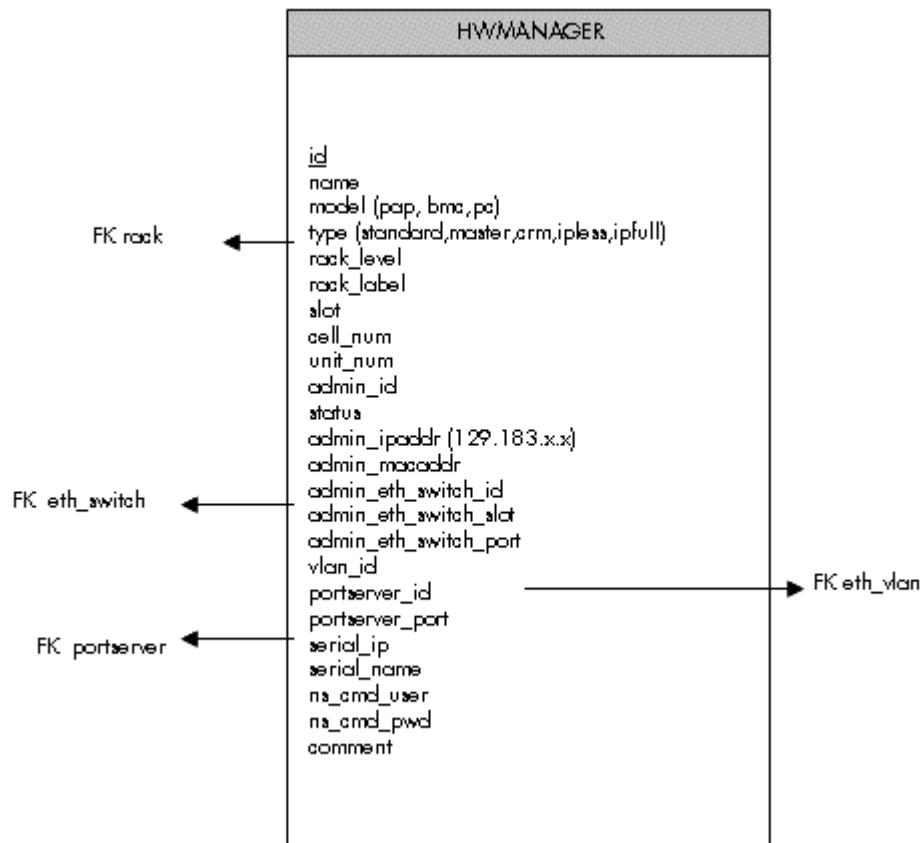 HWMANAGER
id
name
model (pap, bmc,pc)
FK rack
type (standard,master,crm,ipless,ipfull)
rack_level
rack_label
slot
cell_num
unit_num
admin_id
status
admin_ipaddr (129.183.x.x)
admin_macaddr
FK eth_switch
admin_eth_switch_id
admin_eth_switch_slot
admin_eth_switch_port
vlan_id
portserver_id
FK eth_vlan
portserver_port
FK portserver
serial_ip
serial_name
ns_cmd_user
ns_cmd_pwd
comment